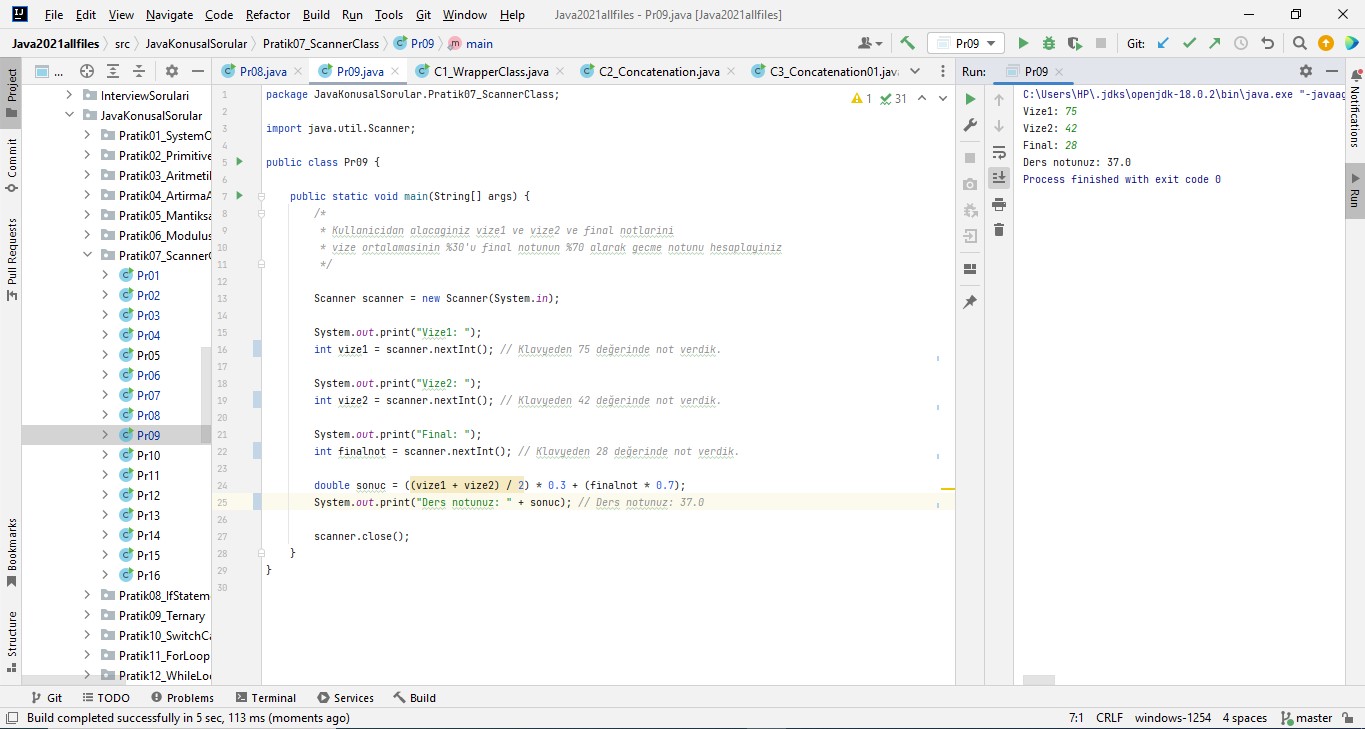 File Edit View Navigate Code Refactor Build Run Tools Git Window Help Java2021allfiles - Pr09.java [Java2021allfiles]
Java2021allfiles src JavaKonusalSorular Pratik07_ScannerClass Pr09 main Pr09 Git:
Project
Commit
Pull Requests
Bookmarks
Structure
... Pr08.java Pr09.java C1_WrapperClass.java C2_Concatenation.java C3_Concatenation01.java Run: Pr09
InterviewSorulari
JavaKonusalSorular
Pratik01_SystemO
Pratik02_Primitive
Pratik03_Aritmeti
Pratik04_ArtirmaA
Pratik05_Mantiksa
Pratik06_Modulus
Pratik07_Scanner
Pr01
Pr02
Pr03
Pr04
Pr05
Pr06
Pr07
Pr08
Pr09
Pr10
Pr11
Pr12
Pr13
Pr14
Pr15
Pr16
Pratik08_IfStatem
Pratik09_Ternary
Pratik10_SwitchCa
Pratik11_ForLoop
Pratik12_WhileLo
1 package JavaKonusalSorular.Pratik07_ScannerClass;
2
3 import java.util.Scanner;
4
5 public class Pr09 {
6
7 public static void main(String[] args) {
8 /*
9 * Kullanicidan alacaginiz vize1 ve vize2 ve final notlarini
10 * vize ortalamasinin %30'u final notunun %70 alarak gecme notunu hesaplayiniz
11 */
12
13 Scanner scanner = new Scanner(System.in);
14
15 System.out.print("Vize1: ");
16 int vize1 = scanner.nextInt(); // Klavyeden 75 değerinde not verdik.
17
18 System.out.print("Vize2: ");
19 int vize2 = scanner.nextInt(); // Klavyeden 42 değerinde not verdik.
20
21 System.out.print("Final: ");
22 int finalnot = scanner.nextInt(); // Klavyeden 28 değerinde not verdik.
23
24 double sonuc = ((vize1 + vize2) / 2) * 0.3 + (finalnot * 0.7);
25 System.out.print("Ders notunuz: " + sonuc); // Ders notunuz: 37.0
26
27 scanner.close();
28 }
29 }
30
1 31
C:\Users\HP\.jdks\openjdk-18.0.2\bin\java.exe "-javaag
Vize1: 75
Vize2: 42
Final: 28
Ders notunuz: 37.0
Process finished with exit code 0
Notifications
Run
Git TODO Problems Terminal Services Build
Build completed successfully in 5 sec, 113 ms (moments ago) 7:1 CRLF windows-1254 4 spaces master